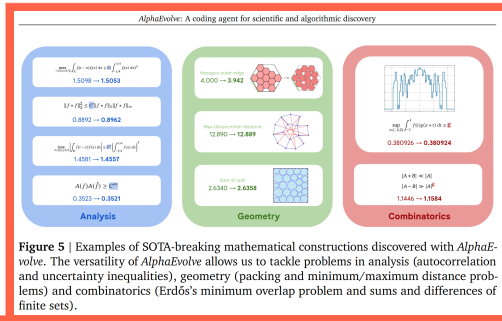 AlphaEvolve: A coding agent for scientific and algorithmic discovery
1.5098 → 1.5053
0.8892 → 0.8962
1.4581 → 1.4557
0.3523 → 0.3521
Analysis
Hexagon outer edge
4.000 → 3.942
Max distance/min distance
12.890 → 12.889
Sum of radii
2.6340 → 2.6358
Geometry
0.380926 → 0.380924
|A + B| ≪ |A|
1.1446 → 1.1584
Combinatorics
Figure 5 | Examples of SOTA-breaking mathematical constructions discovered with AlphaE-
volve. The versatility of AlphaEvolve allows us to tackle problems in analysis (autocorrelation
and uncertainty inequalities), geometry (packing and minimum/maximum distance prob-
lems) and combinatorics (Erdős's minimum overlap problem and sums and differences of
finite sets).